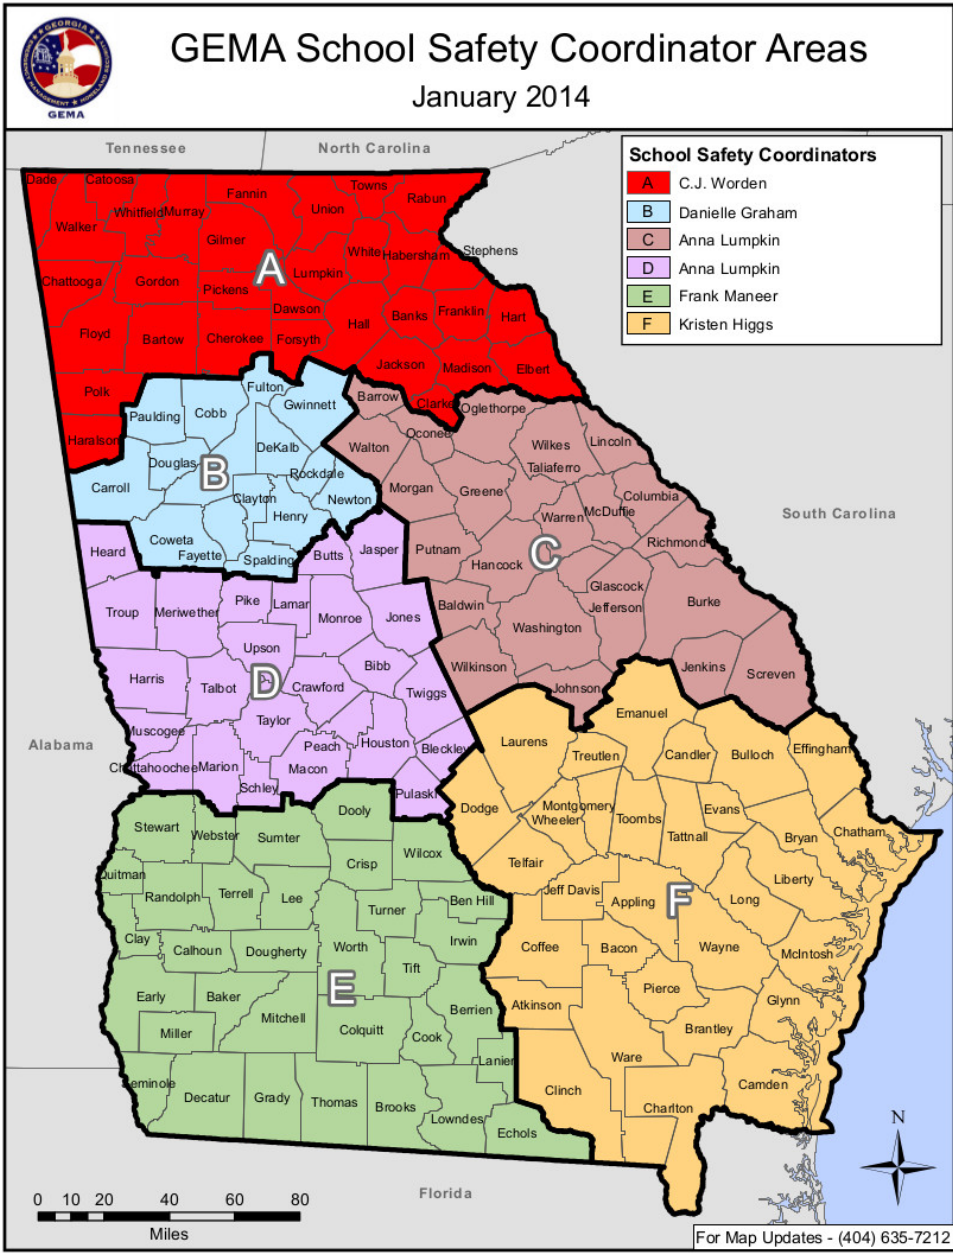 GEORGIA
EMERGENCY MANAGEMENT
HOMELAND SECURITY
GEMA
GEMA School Safety Coordinator Areas
January 2014
Tennessee
North Carolina
School Safety Coordinators
A C.J. Worden
B Danielle Graham
C Anna Lumpkin
D Anna Lumpkin
E Frank Maneer
F Kristen Higgs
Dade
Catoosa
Fannin
Towns
Rabun
Whitfield
Murray
Union
Walker
Gilmer
White
Habersham
Stephens
A
Lumpkin
Chattooga
Gordon
Pickens
Dawson
Hall
Banks
Franklin
Hart
Floyd
Bartow
Cherokee
Forsyth
Jackson
Madison
Elbert
Polk
Clarke
Haralson
Fulton
Gwinnett
Barrow
Oglethorpe
Paulding
Cobb
DeKalb
Walton
Oconee
Wilkes
Lincoln
Douglas
B
Rockdale
Taliaferro
Carroll
Clayton
Newton
Morgan
Greene
Columbia
Henry
Warren
McDuffie
South Carolina
Coweta
Fayette
Spalding
Richmond
Heard
Butts
Jasper
Putnam
Hancock
C
Glascock
Troup
Meriwether
Pike
Lamar
Monroe
Jones
Baldwin
Jefferson
Burke
Washington
Upson
Harris
Talbot
D
Crawford
Bibb
Twiggs
Wilkinson
Johnson
Jenkins
Screven
Taylor
Alabama
Muscogee
Peach
Houston
Bleckley
Chattahoochee
Marion
Macon
Schley
Pulaski
Laurens
Emanuel
Treutlen
Candler
Bulloch
Effingham
Dodge
Montgomery
Wheeler
Toombs
Evans
Tattnall
Bryan
Chatham
Stewart
Webster
Sumter
Dooly
Crisp
Wilcox
Telfair
Quitman
Randolph
Terrell
Lee
Turner
Ben Hill
Jeff Davis
Appling
F
Long
Liberty
Clay
Calhoun
Dougherty
Worth
Irwin
Coffee
Bacon
Wayne
McIntosh
Tift
Early
Baker
E
Mitchell
Berrien
Atkinson
Pierce
Glynn
Miller
Colquitt
Cook
Brantley
Lanier
Ware
Seminole
Decatur
Grady
Thomas
Brooks
Lowndes
Echols
Clinch
Charlton
Camden
N
Florida
0 10 20 40 60 80
Miles
For Map Updates - (404) 635-7212